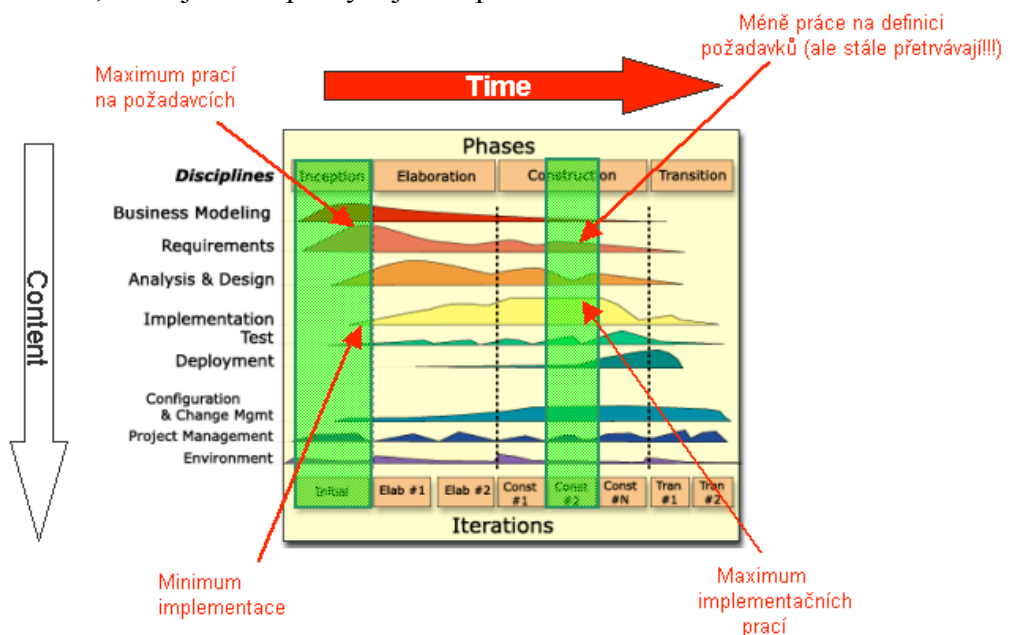 Méně práce na definici
požadavků (ale stále přetrvávají!!!)
Maximum prací
na požadavcích
Time
Phases
Disciplines
Inception
Elaboration
Construction
Transition
Business Modeling
Requirements
Analysis & Design
Implementation
Test
Deployment
Configuration
& Change Mgmt
Project Management
Environment
Content
Initial
Elab #1
Elab #2
Const
#1
Const
#2
Const
#N
Tran
#1
Tran
#2
Iterations
Minimum
implementace
Maximum
implementačních
prací